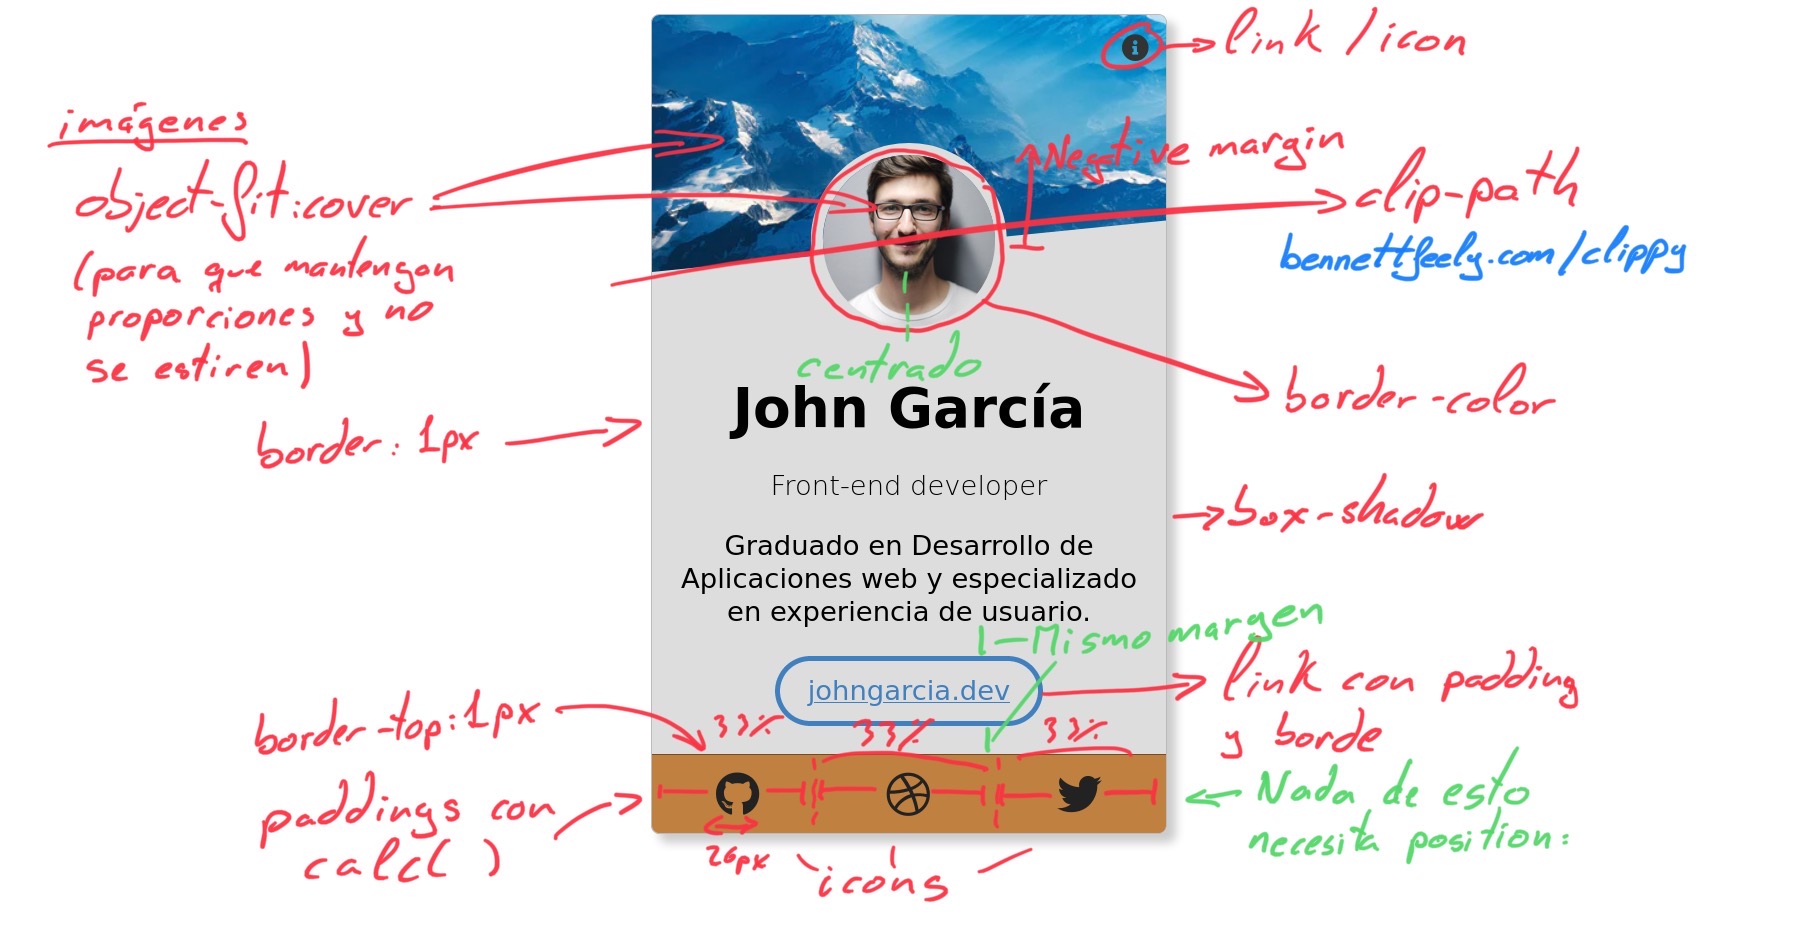 link / icon
imágenes
object-fit:cover
(para que mantengan
proporciones y no
se estiren)
Negative margin
clip-path
bennettfeely.com/clippy
centrado
border-color
border: 1px
John García
Front-end developer
box-shadow
Graduado en Desarrollo de
Aplicaciones web y especializado
en experiencia de usuario.
Mismo margen
johngarcia.dev
link con padding
y borde
border-top:1px
33%
33%
33%
paddings con
calc( )
Nada de esto
necesita position:
26px
icons